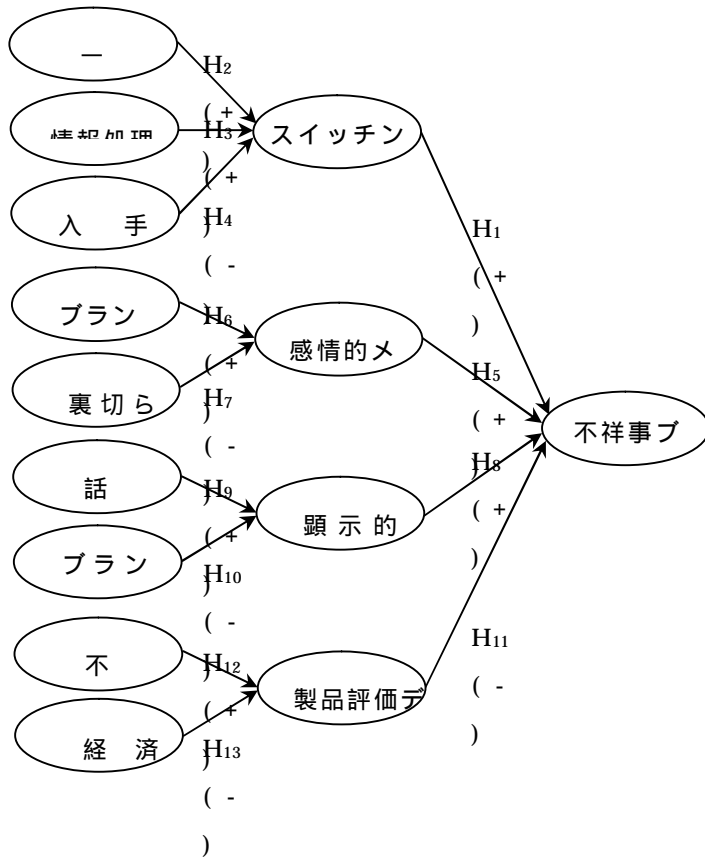 一
情報処理
入 手
ブラン
裏切ら
話
ブラン
不
経 済
スイッチン
感情的メ
顕示的
製品評価デ
不祥事ブ
H2
(+
)
H3
(+
)
H4
(-
)
H6
(+
)
H7
(-
)
H9
(+
)
H10
(-
)
H12
(+
)
H13
(-
)
H1
(+
)
H5
(+
)
H8
(+
)
H11
(-
)